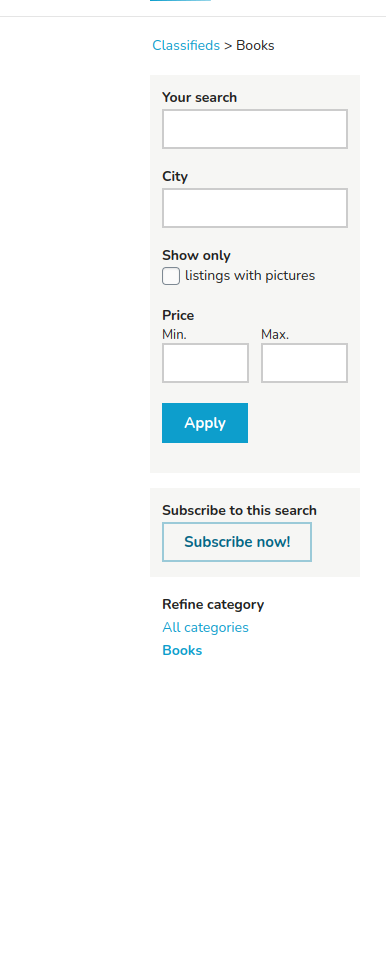 Classifieds > Books
Your search
City
Show only
listings with pictures
Price
Min. Max.
Apply
Subscribe to this search
Subscribe now!
Refine category
All categories
Books